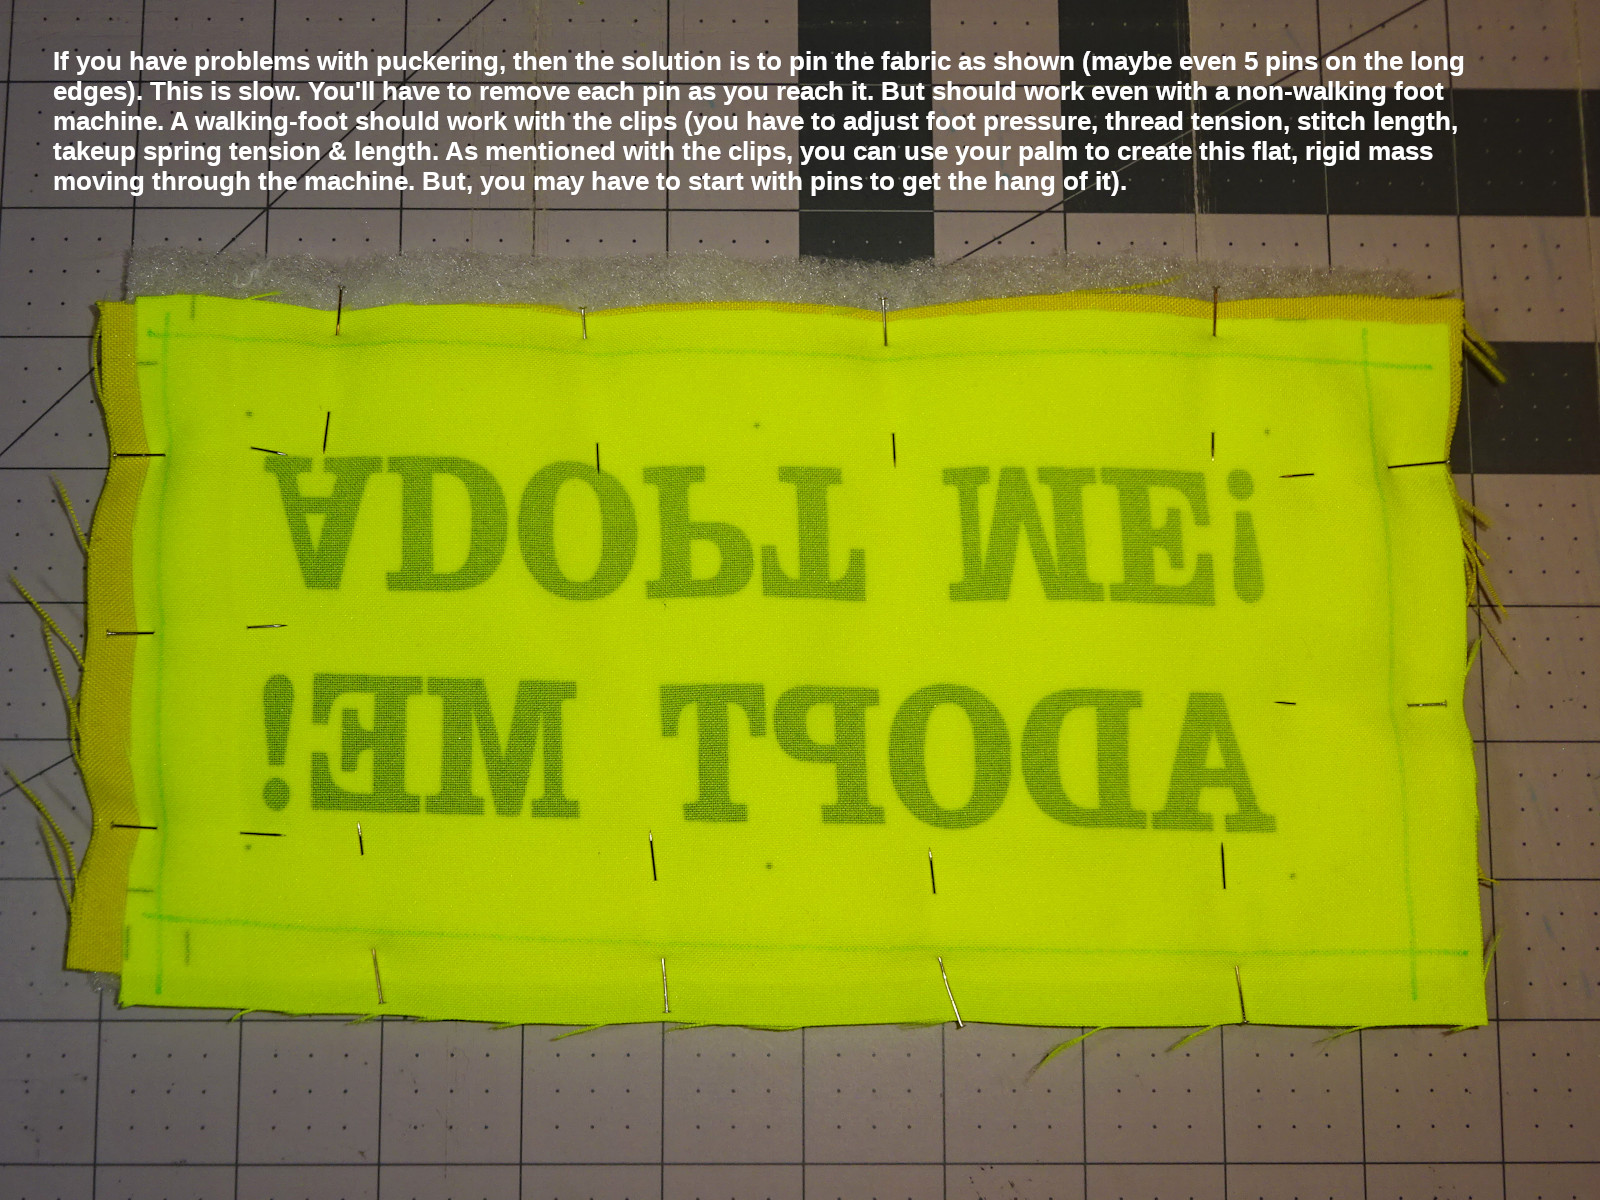 If you have problems with puckering, then the solution is to pin the fabric as shown (maybe even 5 pins on the long
edges). This is slow. You'll have to remove each pin as you reach it. But should work even with a non-walking foot
machine. A walking-foot should work with the clips (you have to adjust foot pressure, thread tension, stitch length,
takeup spring tension & length. As mentioned with the clips, you can use your palm to create this flat, rigid mass
moving through the machine. But, you may have to start with pins to get the hang of it).
ADOPT ME!
ADOPT ME!